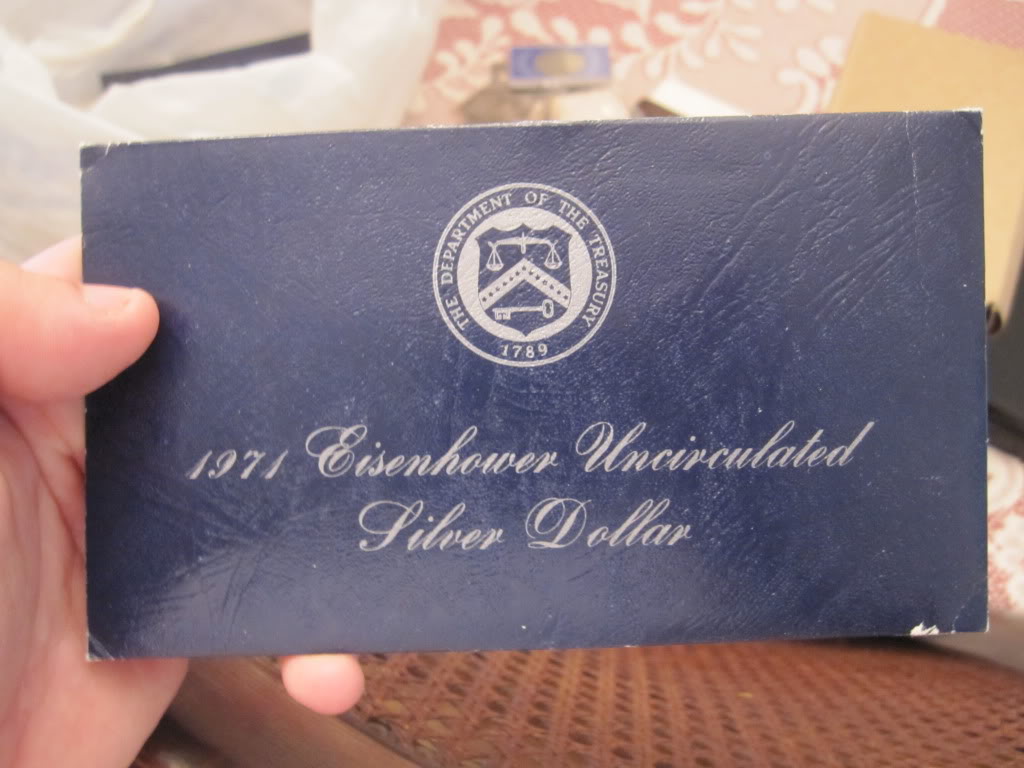 THE DEPARTMENT OF THE TREASURY
1789
1971 Eisenhower Uncirculated
Silver Dollar